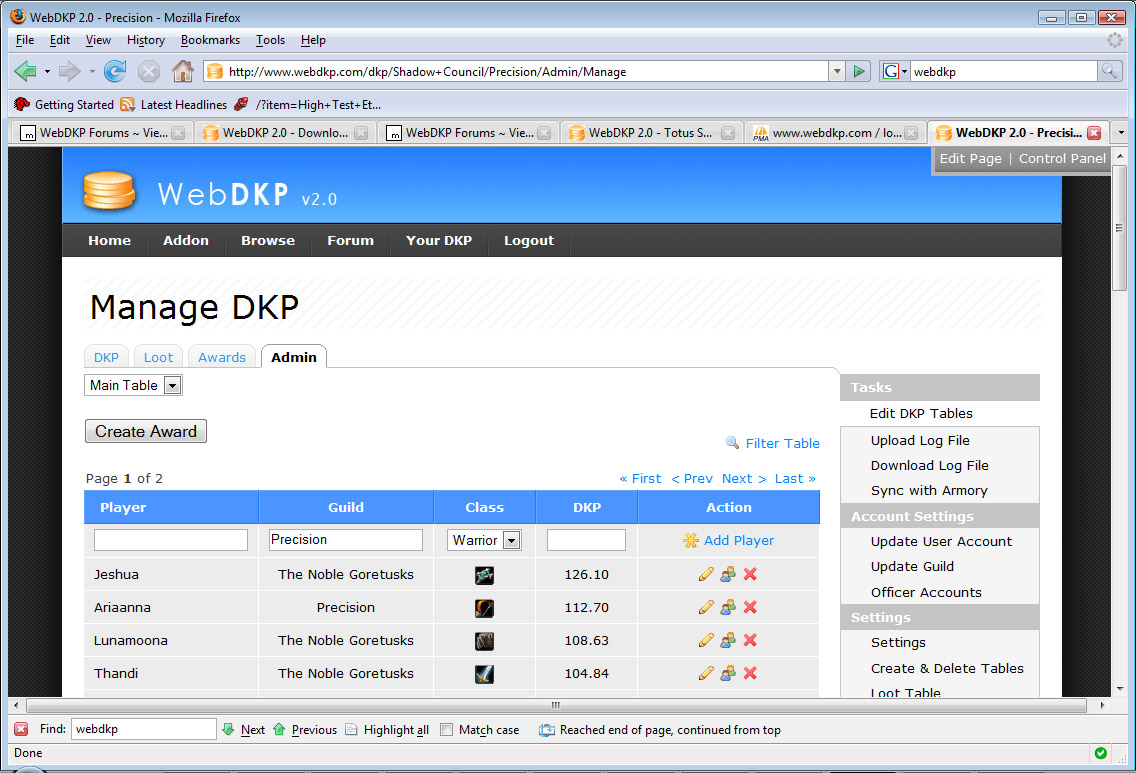 WebDKP 2.0 - Precision - Mozilla Firefox
File Edit View History Bookmarks Tools Help
http://www.webdkp.com/dkp/Shadow+Council/Precision/Admin/Manage
G webdkp
Getting Started Latest Headlines /?item=High+Test+Et...
m WebDKP Forums ~ Vie... WebDKP 2.0 - Downlo... m WebDKP Forums ~ Vie... WebDKP 2.0 - Totus S... PMA www.webdkp.com / lo... WebDKP 2.0 - Precisi...
Edit Page | Control Panel
WebDKP v2.0
Home Addon Browse Forum Your DKP Logout
Manage DKP
DKP Loot Awards Admin
Main Table
Create Award
Filter Table
Page 1 of 2 « First < Prev Next > Last »
Player Guild Class DKP Action
Precision Warrior Add Player
Jeshua The Noble Goretusks 126.10
Ariaanna Precision 112.70
Lunamoona The Noble Goretusks 108.63
Thandi The Noble Goretusks 104.84
Tasks
Edit DKP Tables
Upload Log File
Download Log File
Sync with Armory
Account Settings
Update User Account
Update Guild
Officer Accounts
Settings
Settings
Create & Delete Tables
Loot Table
Find: webdkp Next Previous Highlight all Match case Reached end of page, continued from top
Done